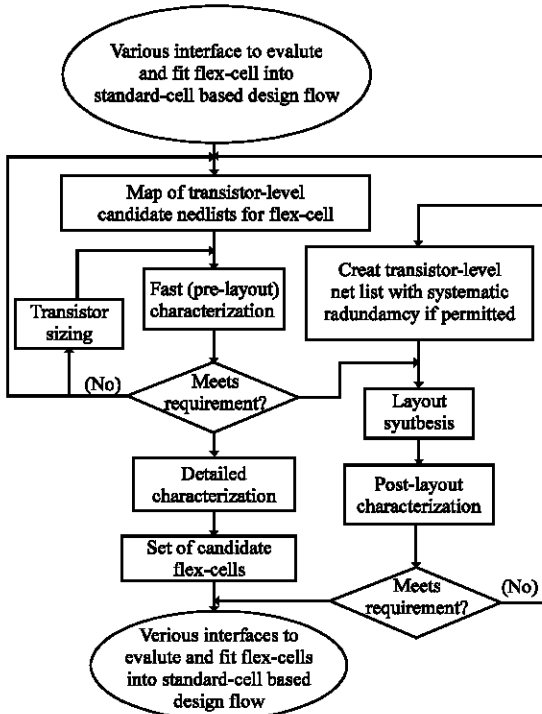 Various interface to evalute
and fit flex-cell into
standard-cell based design flow
Map of transistor-level
candidate nedlists for flex-cell
Transistor
sizing
Fast (pre-layout)
characterization
Creat transistor-level
net list with systematic
radundamcy if permitted
(No)
Meets
requirement?
Layout
syutbesis
Detailed
characterization
Post-layout
characterization
Set of candidate
flex-cells
Meets
requirement?
(No)
Verious interfaces to
evalute and fit flex-cells
into standard-cell based
design flow